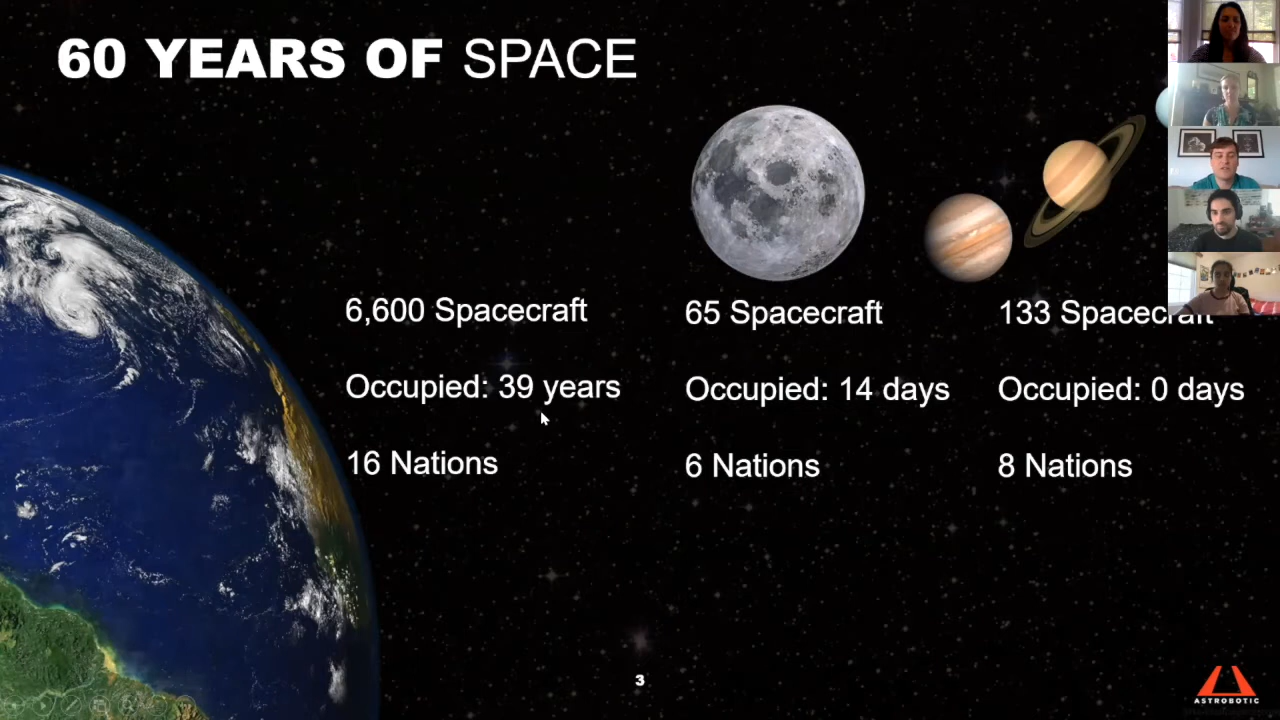 60 YEARS OF SPACE
6,600 Spacecraft
Occupied: 39 years
16 Nations
65 Spacecraft
Occupied: 14 days
6 Nations
133 Spacecraft
Occupied: 0 days
8 Nations
3
ASTROBOTIC